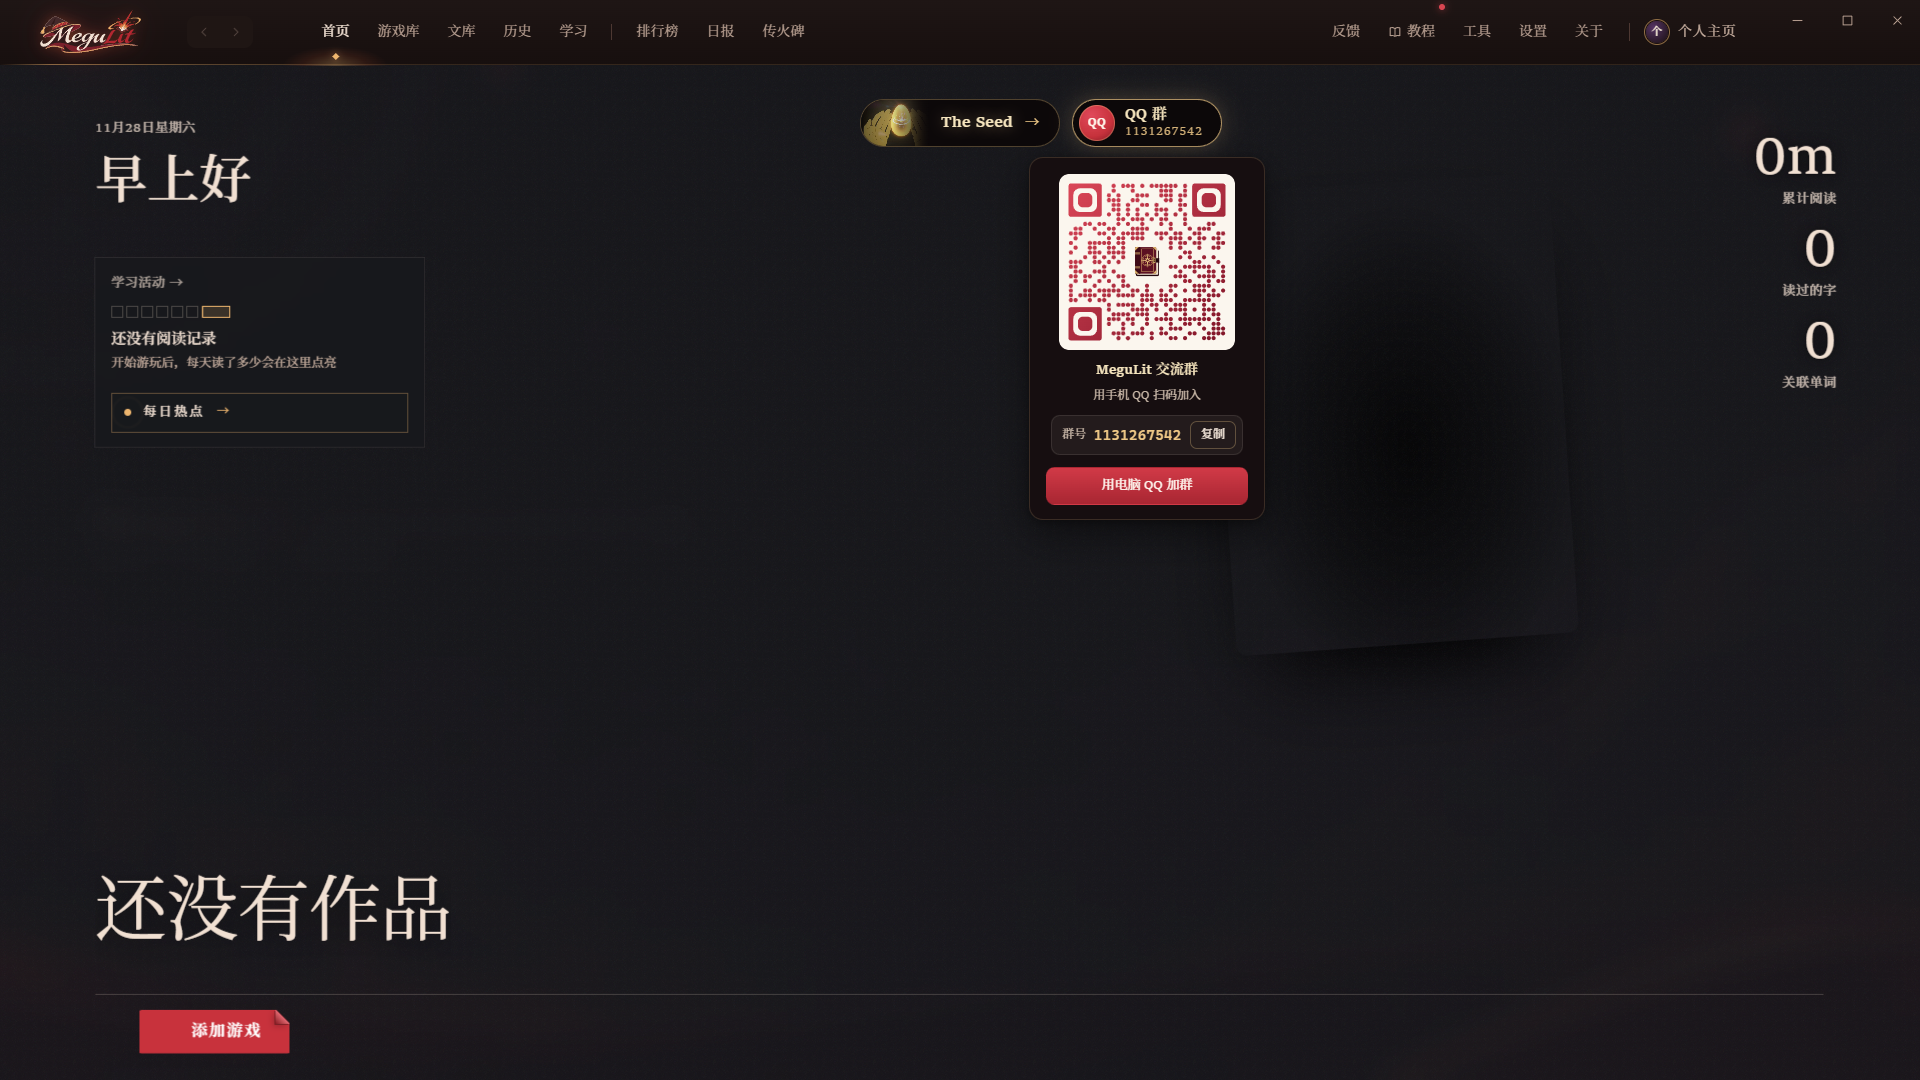 MeguLit
首页
游戏库
文库
历史
学习
排行榜
日报
传火碑
反馈
教程
工具
设置
关于
个
个人主页
11月28日星期六
早上好
The Seed →
QQ
QQ 群
1131267542
0m
累计阅读
0
读过的字
0
关联单词
学习活动 →
还没有阅读记录
开始游玩后，每天读了多少会在这里点亮
每日热点 →
MeguLit 交流群
用手机 QQ 扫码加入
群号 1131267542 复制
用电脑 QQ 加群
还没有作品
添加游戏